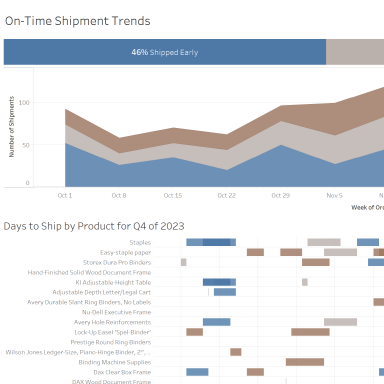 On-Time Shipment Trends
46% Shipped Early
Number of Shipments
100
50
0
Oct 1
Oct 8
Oct 15
Oct 22
Oct 29
Nov 5
Week of
Days to Ship by Product for Q4 of 2023
Staples
Easy-staple paper
Storex Dura Pro Binders
Hand-Finished Solid Wood Document Frame
KI Adjustable-Height Table
Adjustable Depth Letter/Legal Cart
Avery Durable Slant Ring Binders, No Labels
Nu-Dell Executive Frame
Avery Hole Reinforcements
Lock-Up Easel 'Spel-Binder'
Prestige Round Ring Binders
Wilson Jones Ledger-Size, Piano-Hinge Binder, 2",...
Binding Machine Supplies
Dax Clear Box Frame
DAX Wood Document Frame